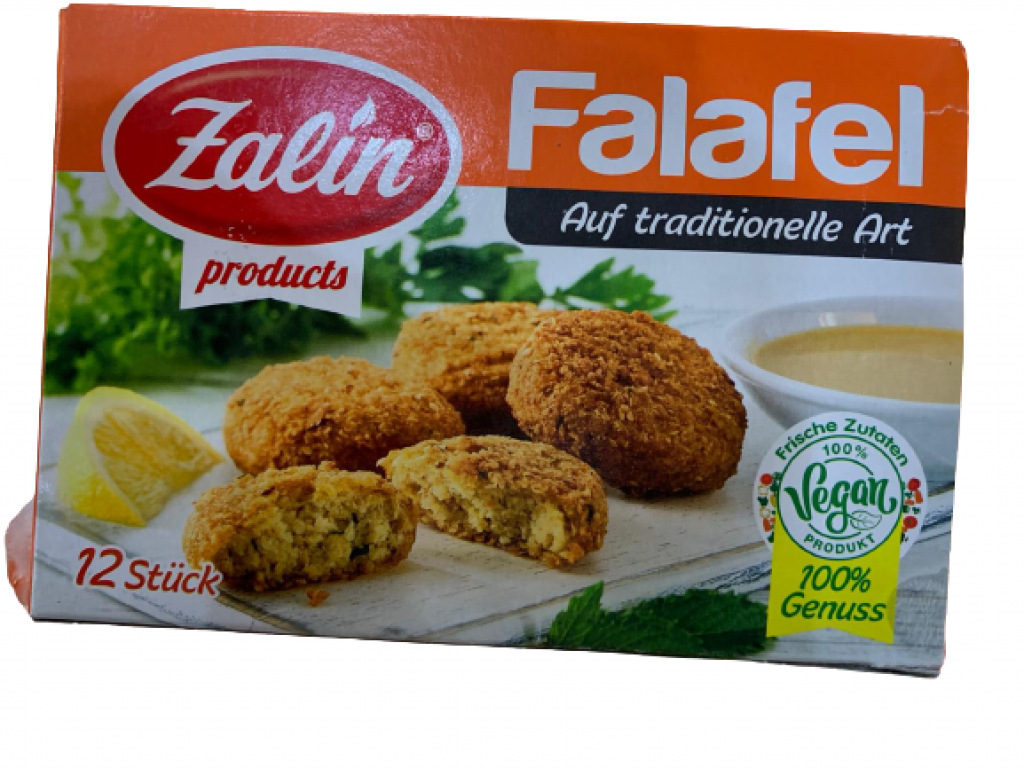 Zalin®
products
Falafel
Auf traditionelle Art
Frische Zutaten
100%
Vegan
PRODUKT
100%
Genuss
12 Stück